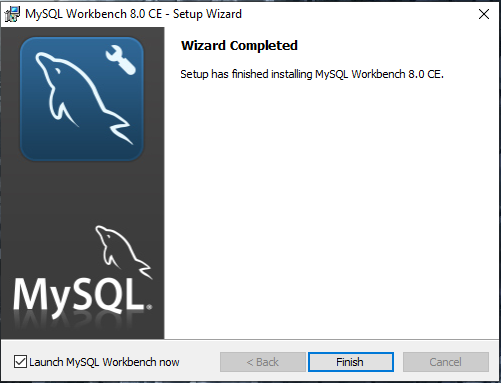 MySQL Workbench 8.0 CE - Setup Wizard
Wizard Completed
Setup has finished installing MySQL Workbench 8.0 CE.
MySQL®
Launch MySQL Workbench now
< Back
Finish
Cancel